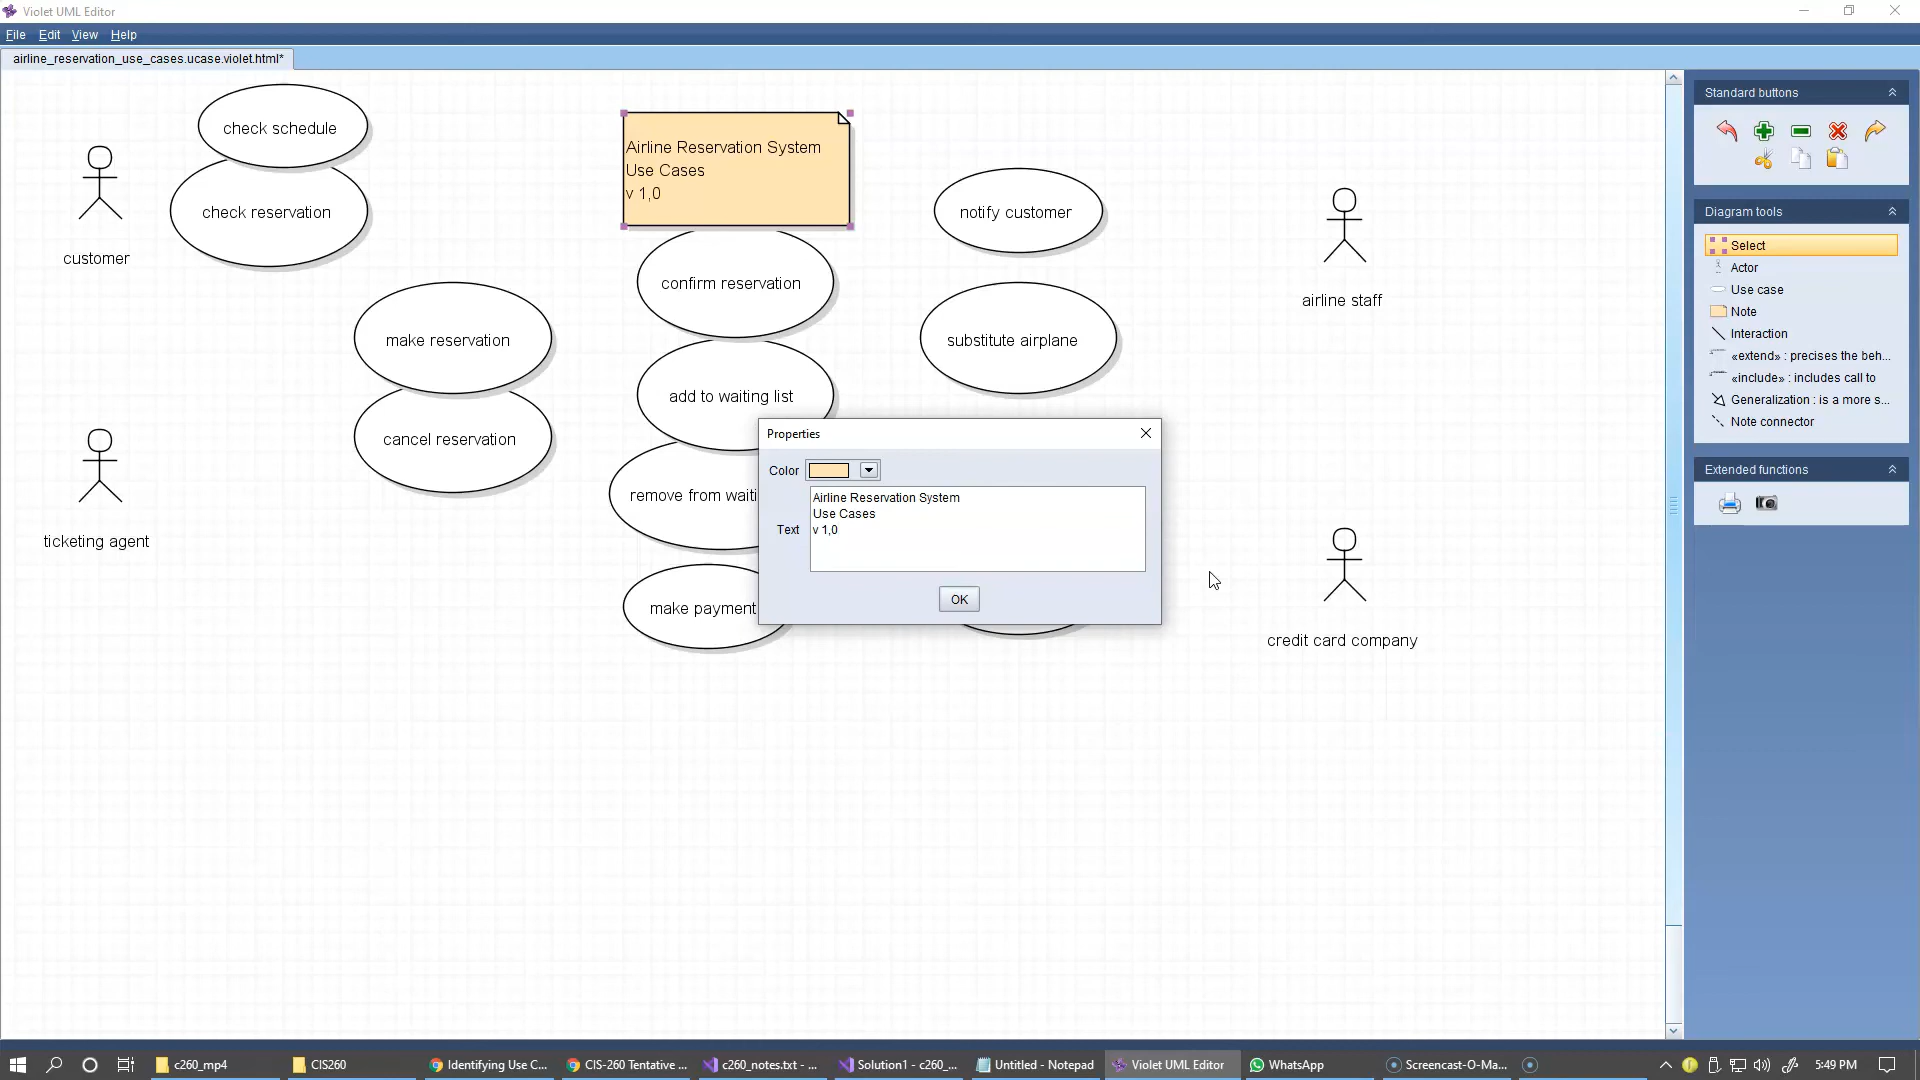 Violet UML Editor
File Edit View Help
airline_reservation_use_cases.ucase.violet.html*
check schedule
check reservation
customer
Airline Reservation System
Use Cases
v 1,0
notify customer
airline staff
confirm reservation
make reservation
substitute airplane
add to waiting list
cancel reservation
remove from waiti
ticketing agent
make payment
credit card company
Properties
Color
Text
Airline Reservation System
Use Cases
v 1,0
OK
Standard buttons
Diagram tools
Select
Actor
Use case
Note
Interaction
«extend» : precises the beh...
«include» : includes call to
Generalization : is a more s...
Note connector
Extended functions
c260_mp4
CIS260
Identifying Use C...
CIS-260 Tentative ...
c260_notes.txt - ...
Solution1 - c260_...
Untitled - Notepad
Violet UML Editor
WhatsApp
Screencast-O-Ma...
5:49 PM